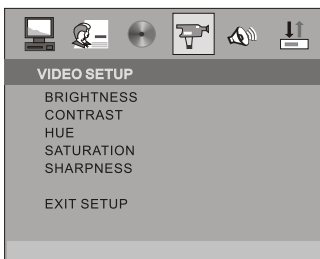 VIDEO SETUP
BRIGHTNESS
CONTRAST
HUE
SATURATION
SHARPNESS
EXIT SETUP